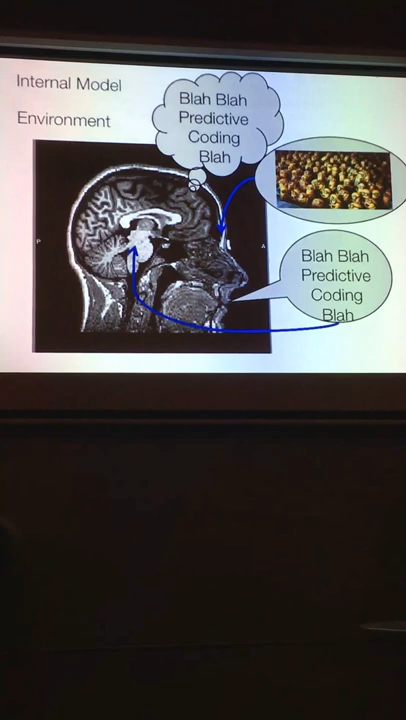 Internal Model
Environment
Blah Blah
Predictive
Coding
Blah
P
A
Blah Blah
Predictive
Coding
Blah